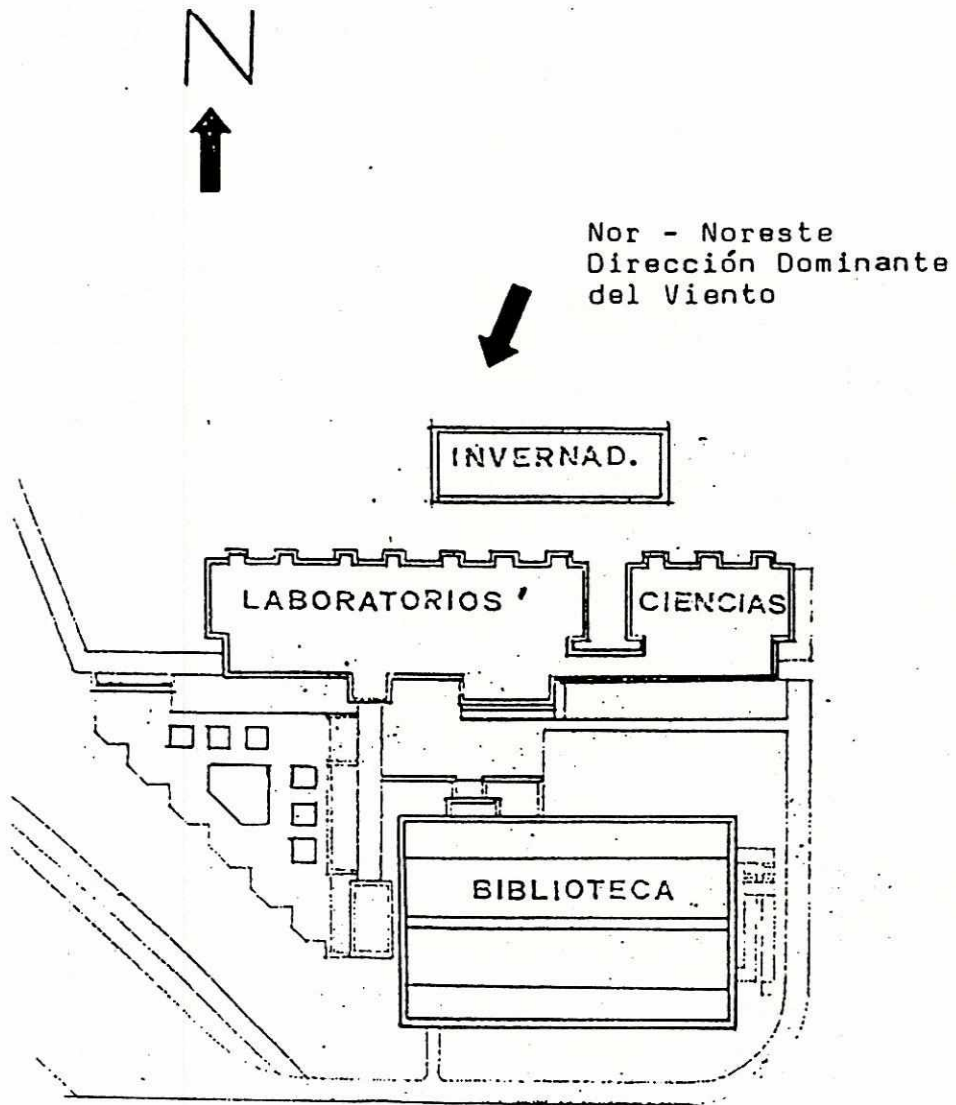 N
Nor - Noreste
Dirección Dominante
del Viento
INVERNAD.
LABORATORIOS
CIENCIAS
BIBLIOTECA